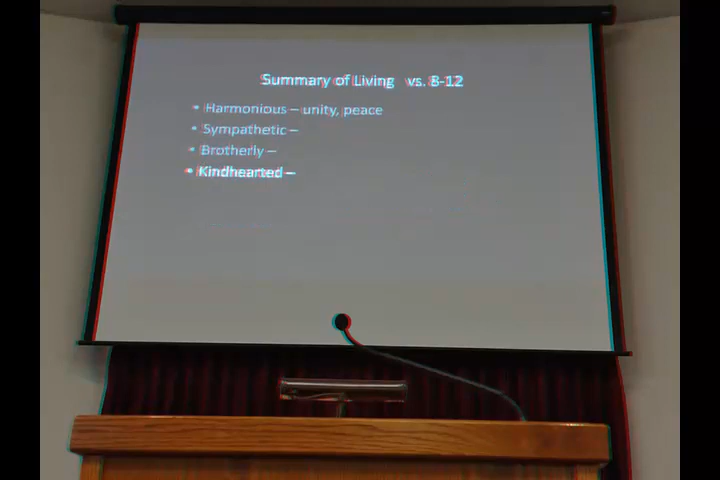 Summary of Living vs. 8-12
• Harmonious – unity, peace
• Sympathetic –
• Brotherly –
• Kindhearted –